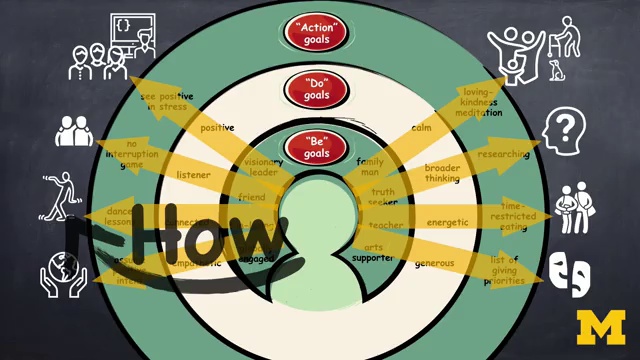 "Action"
goals
"Do"
goals
"Be"
goals
see positive
in stress
positive
visionary
leader
no
interruption
game
listener
friend
dance
lessons
connected
empathetic
engaged
How
loving-
kindness
meditation
calm
family
man
researching
broader
thinking
truth
seeker
time-
restricted
eating
energetic
teacher
list of
giving
priorities
generous
arts
supporter
?
{}
M